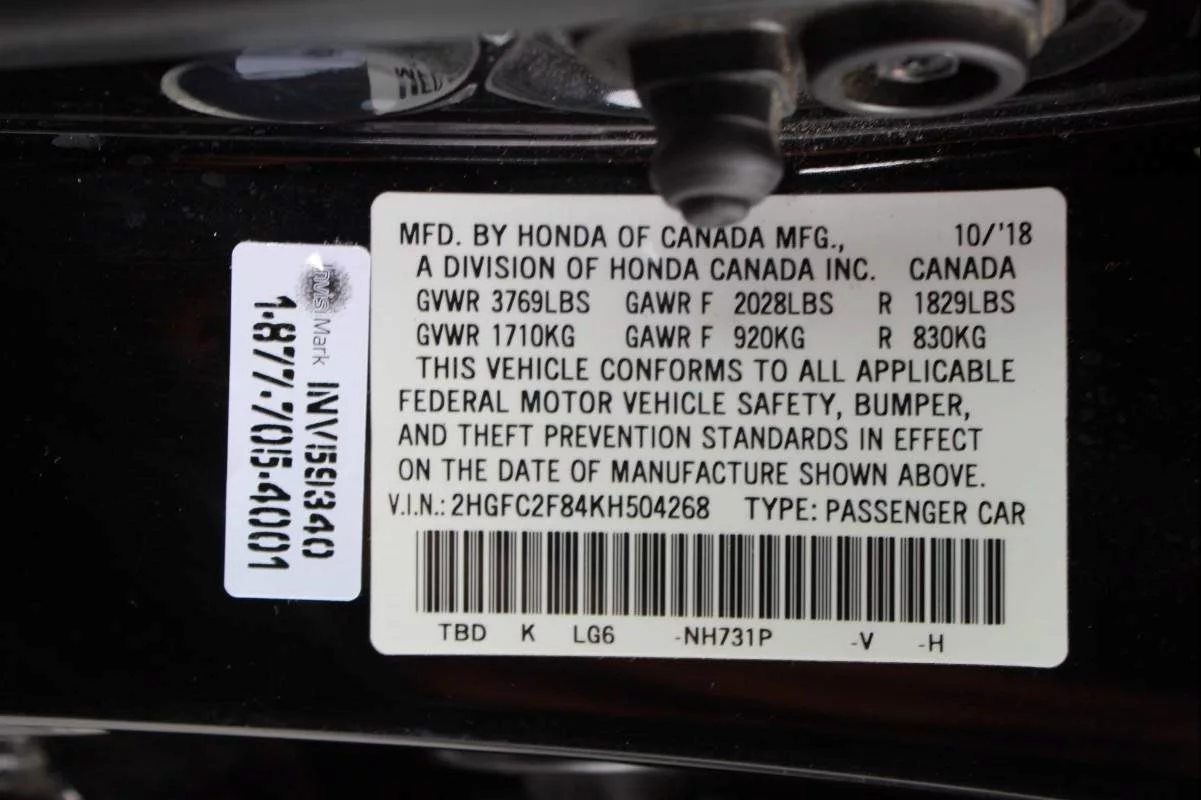 MFD. BY HONDA OF CANADA MFG., 10/'18
A DIVISION OF HONDA CANADA INC. CANADA
GVWR 3769LBS GAWR F 2028LBS R 1829LBS
GVWR 1710KG GAWR F 920KG R 830KG
THIS VEHICLE CONFORMS TO ALL APPLICABLE
FEDERAL MOTOR VEHICLE SAFETY, BUMPER,
AND THEFT PREVENTION STANDARDS IN EFFECT
ON THE DATE OF MANUFACTURE SHOWN ABOVE.
V.I.N.: 2HGFC2F84KH504268 TYPE: PASSENGER CAR
TBD K LG6 -NH731P -V -H
Mark INV59340
1·877·705·4001